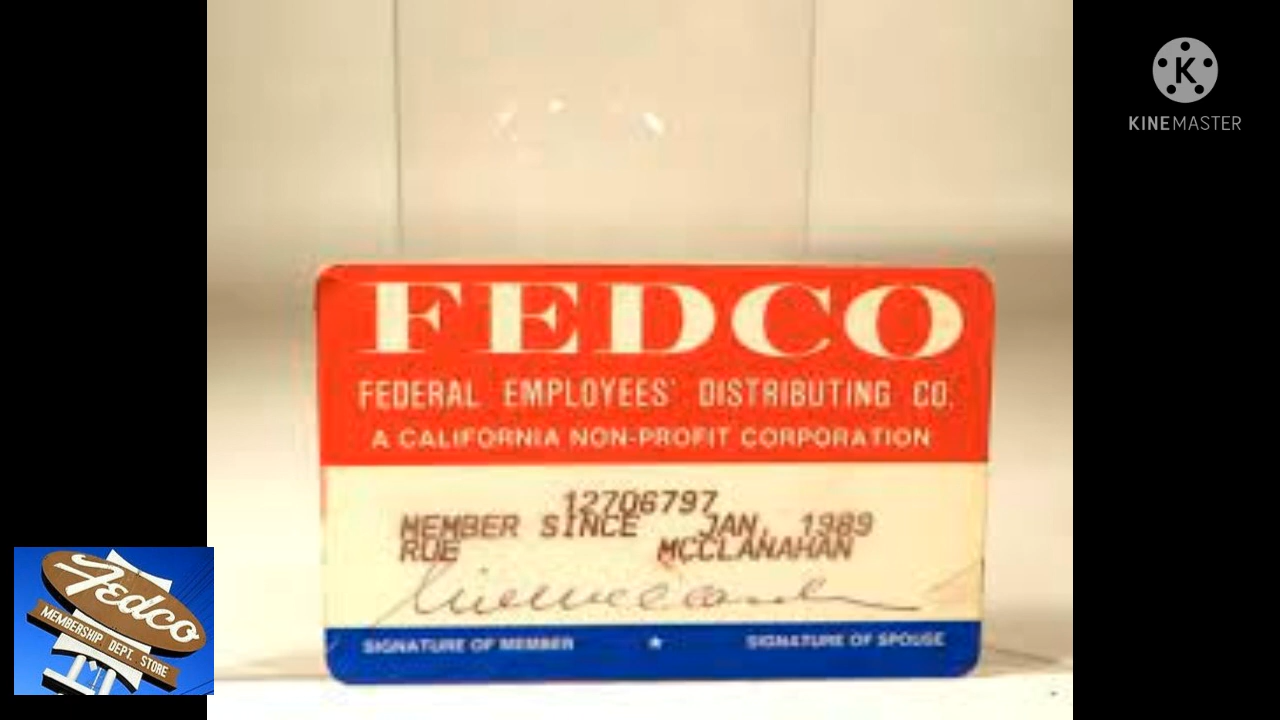 KINEMASTER
FEDCO
FEDERAL EMPLOYEES' DISTRIBUTING CO.
A CALIFORNIA NON-PROFIT CORPORATION
12706797
MEMBER SINCE JAN, 1989
RUE MCCLANAHAN
SIGNATURE OF MEMBER ★ SIGNATURE OF SPOUSE
Fedco
MEMBERSHIP DEPT. STORE